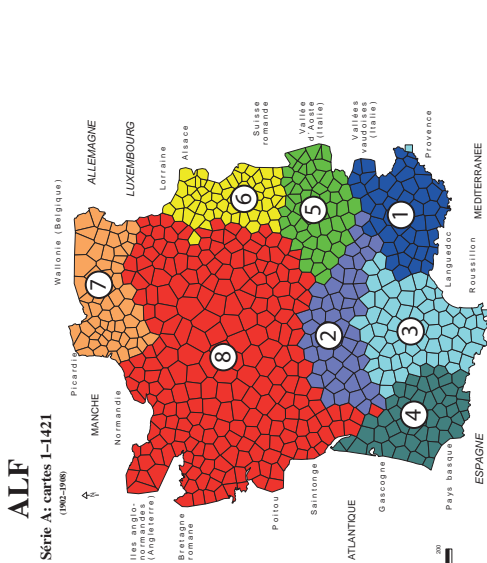 ALF
Série A: cartes 1–1421
(1902–1908)
N
Wallonie (Belgique)
ALLEMAGNE
LUXEMBOURG
Lorraine
Alsace
Suisse
romande
Vallée
d'Aoste
(Italie)
Vallées
vaudoises
(Italie)
Provence
MEDITERRANEE
Languedoc
Roussillon
Picardie
MANCHE
Normandie
Iles anglo-
normandes
(Angleterre)
Bretagne
romane
Poitou
Saintonge
ATLANTIQUE
Gascogne
Pays basque
ESPAGNE
7
6
5
1
8
2
3
4
200